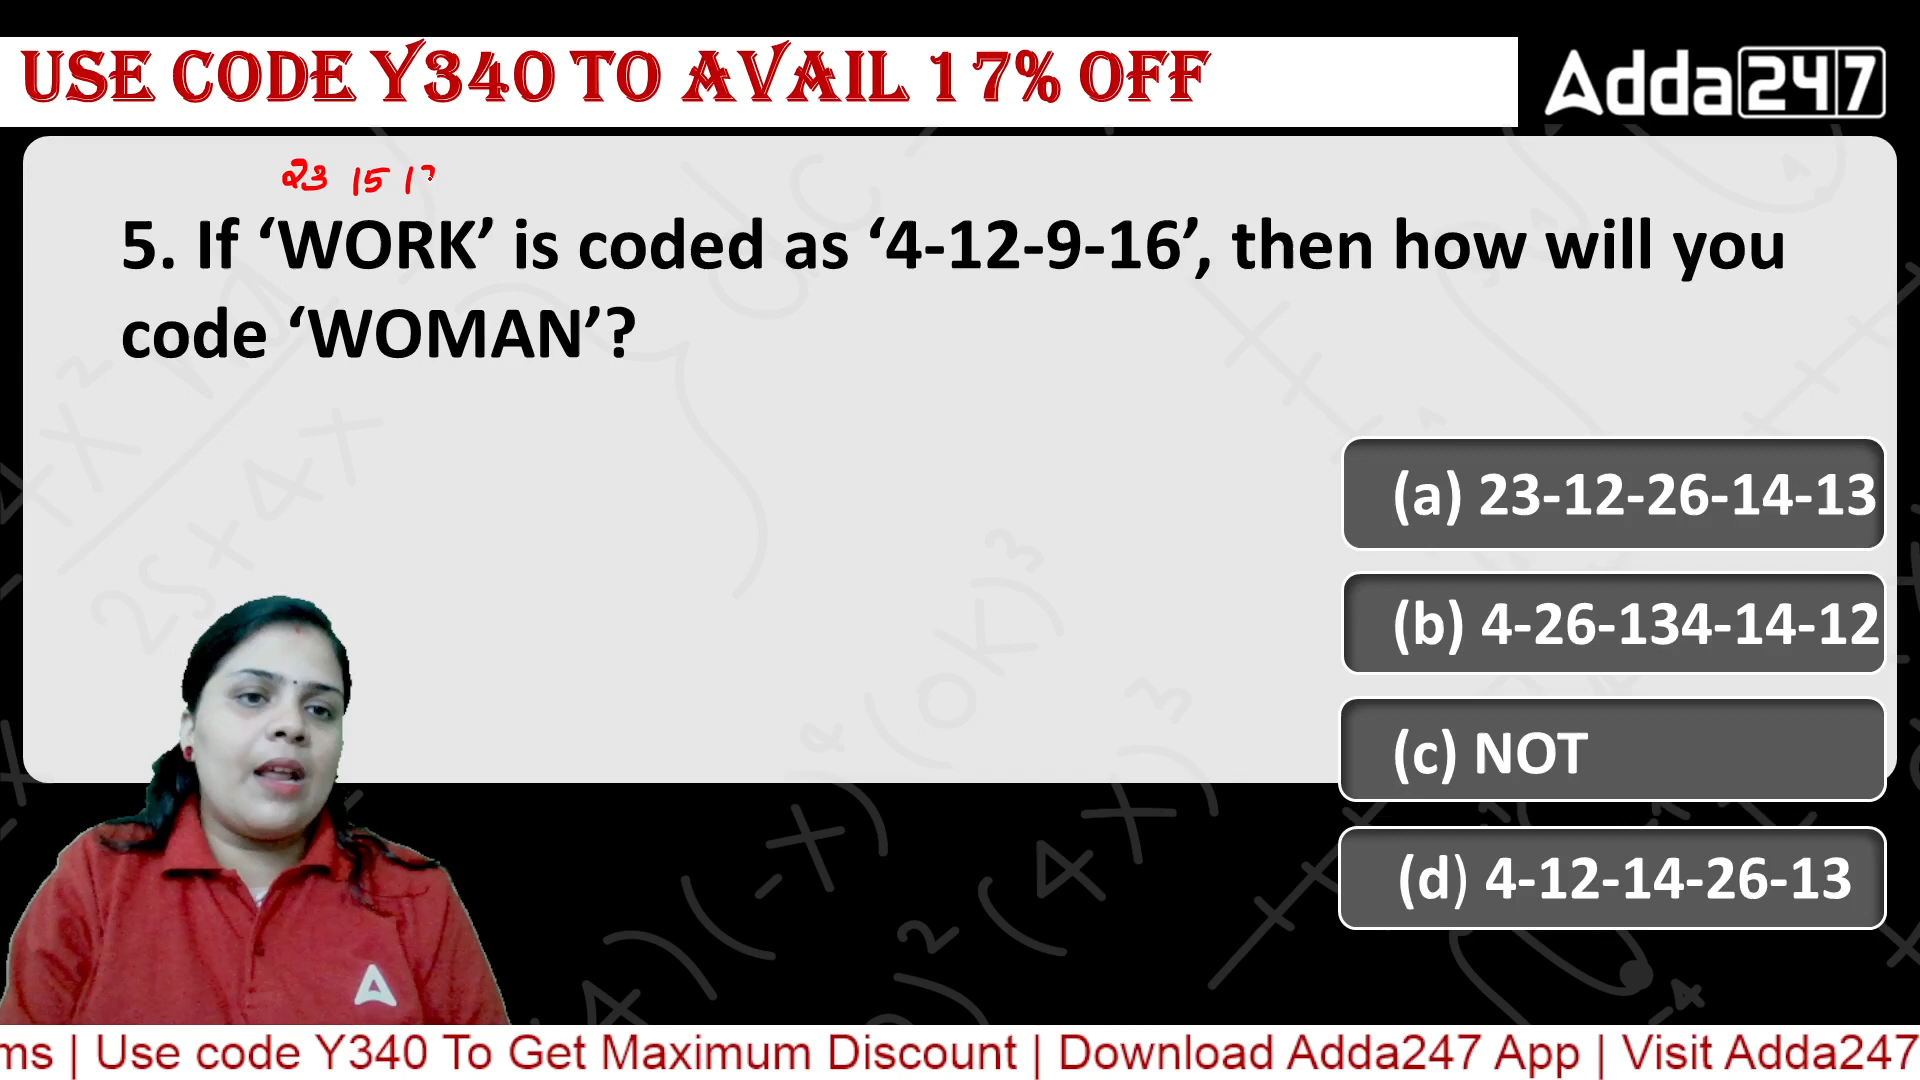 USE CODE Y340 TO AVAIL 17% OFF
Adda247
23 15 1?
5. If ‘WORK’ is coded as ‘4-12-9-16’, then how will you
code ‘WOMAN’?
(a) 23-12-26-14-13
(b) 4-26-134-14-12
(c) NOT
(d) 4-12-14-26-13
ms | Use code Y340 To Get Maximum Discount | Download Adda247 App | Visit Adda247